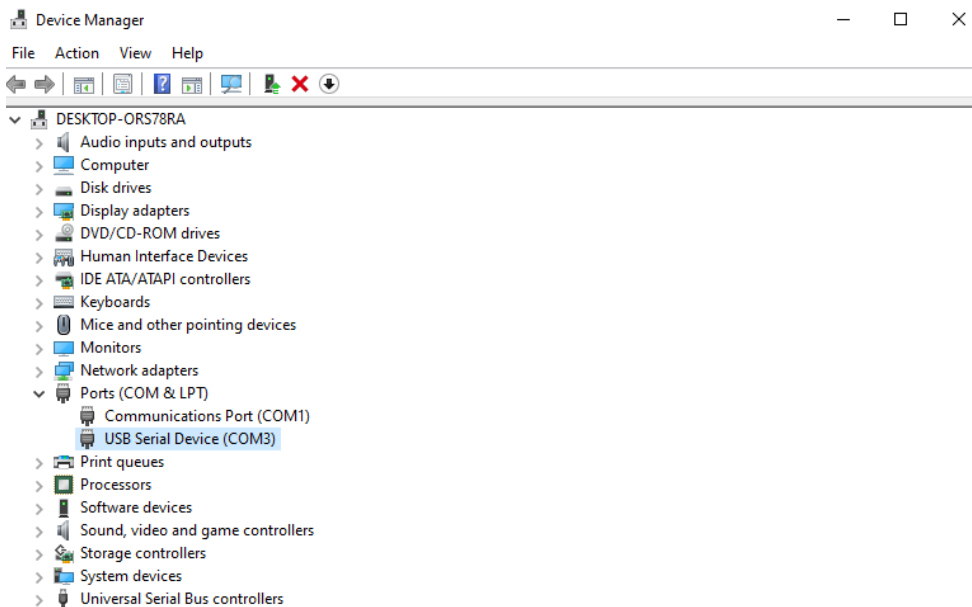 Device Manager
File Action View Help
DESKTOP-ORS78RA
Audio inputs and outputs
Computer
Disk drives
Display adapters
DVD/CD-ROM drives
Human Interface Devices
IDE ATA/ATAPI controllers
Keyboards
Mice and other pointing devices
Monitors
Network adapters
Ports (COM & LPT)
Communications Port (COM1)
USB Serial Device (COM3)
Print queues
Processors
Software devices
Sound, video and game controllers
Storage controllers
System devices
Universal Serial Bus controllers